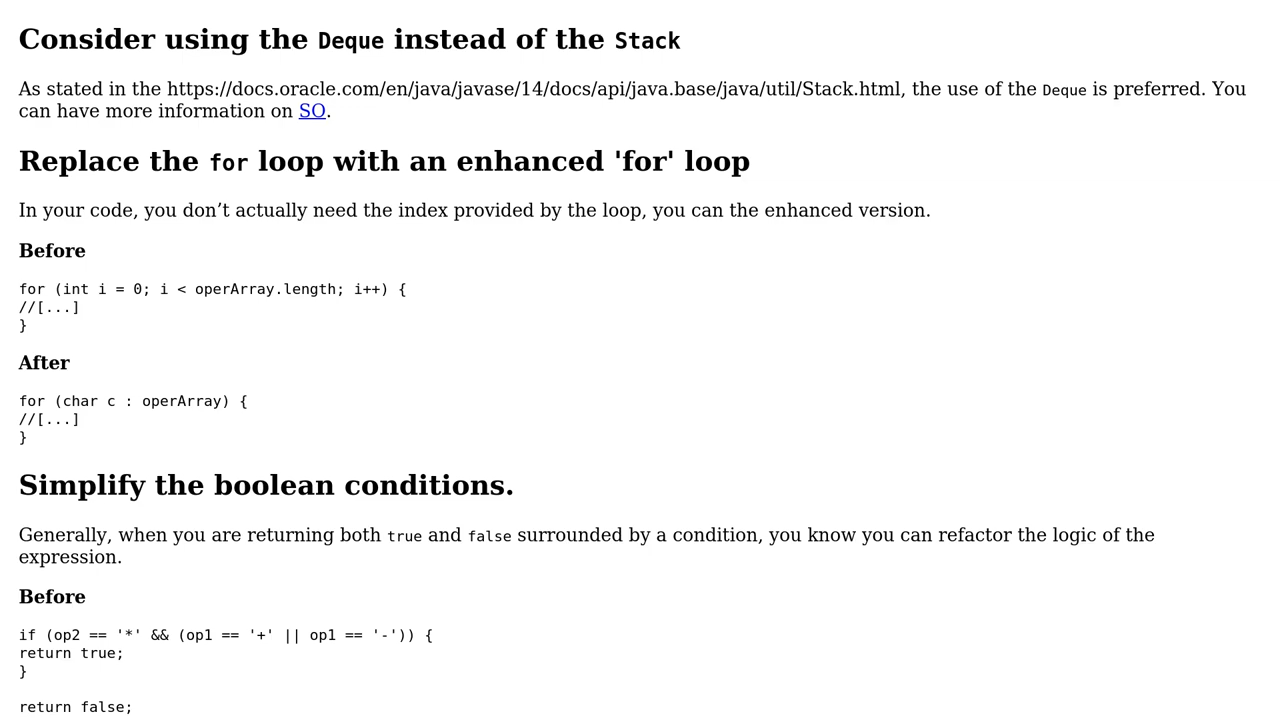 Consider using the Deque instead of the Stack
As stated in the https://docs.oracle.com/en/java/javase/14/docs/api/java.base/java/util/Stack.html, the use of the Deque is preferred. You
can have more information on SO.
Replace the for loop with an enhanced 'for' loop
In your code, you don’t actually need the index provided by the loop, you can the enhanced version.
Before
for (int i = 0; i < operArray.length; i++) {
//[...]
}
After
for (char c : operArray) {
//[...]
}
Simplify the boolean conditions.
Generally, when you are returning both true and false surrounded by a condition, you know you can refactor the logic of the
expression.
Before
if (op2 == '*' && (op1 == '+' || op1 == '-')) {
return true;
}
return false;